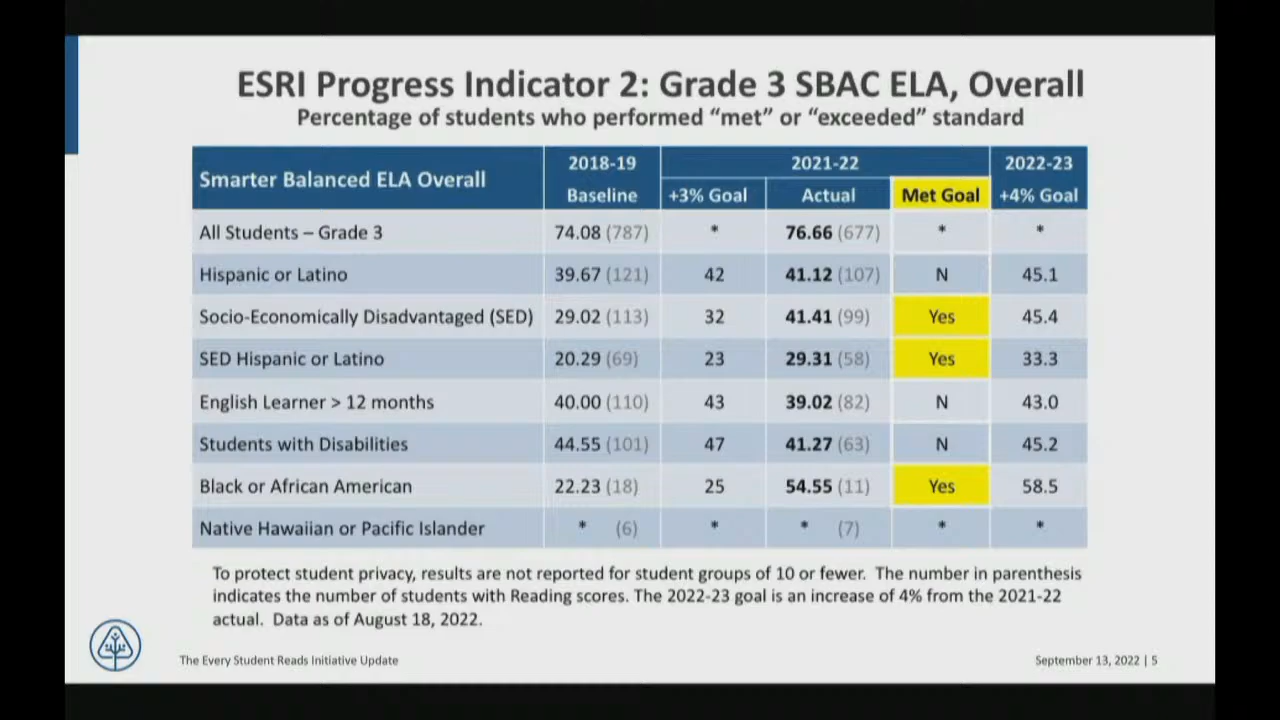 ESRI Progress Indicator 2: Grade 3 SBAC ELA, Overall
Percentage of students who performed “met” or “exceeded” standard
Smarter Balanced ELA Overall 2018-19 Baseline 2021-22 2022-23
+3% Goal Actual Met Goal +4% Goal
All Students – Grade 3 74.08 (787) * 76.66 (677) * *
Hispanic or Latino 39.67 (121) 42 41.12 (107) N 45.1
Socio-Economically Disadvantaged (SED) 29.02 (113) 32 41.41 (99) Yes 45.4
SED Hispanic or Latino 20.29 (69) 23 29.31 (58) Yes 33.3
English Learner > 12 months 40.00 (110) 43 39.02 (82) N 43.0
Students with Disabilities 44.55 (101) 47 41.27 (63) N 45.2
Black or African American 22.23 (18) 25 54.55 (11) Yes 58.5
Native Hawaiian or Pacific Islander * (6) * * (7) * *
To protect student privacy, results are not reported for student groups of 10 or fewer. The number in parenthesis
indicates the number of students with Reading scores. The 2022-23 goal is an increase of 4% from the 2021-22
actual. Data as of August 18, 2022.
The Every Student Reads Initiative Update
September 13, 2022 | 5